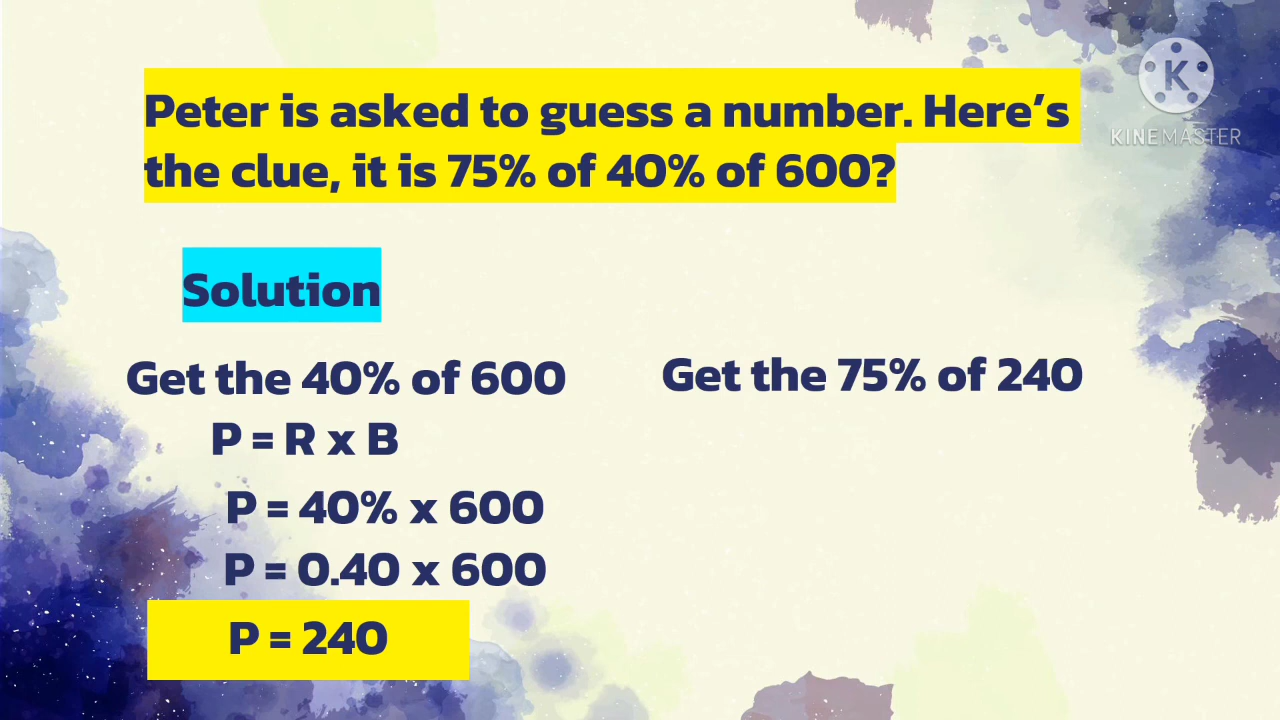 Peter is asked to guess a number. Here’s
the clue, it is 75% of 40% of 600?
K
KINEMASTER
Solution
Get the 40% of 600
P = R x B
P = 40% x 600
P = 0.40 x 600
P = 240
Get the 75% of 240